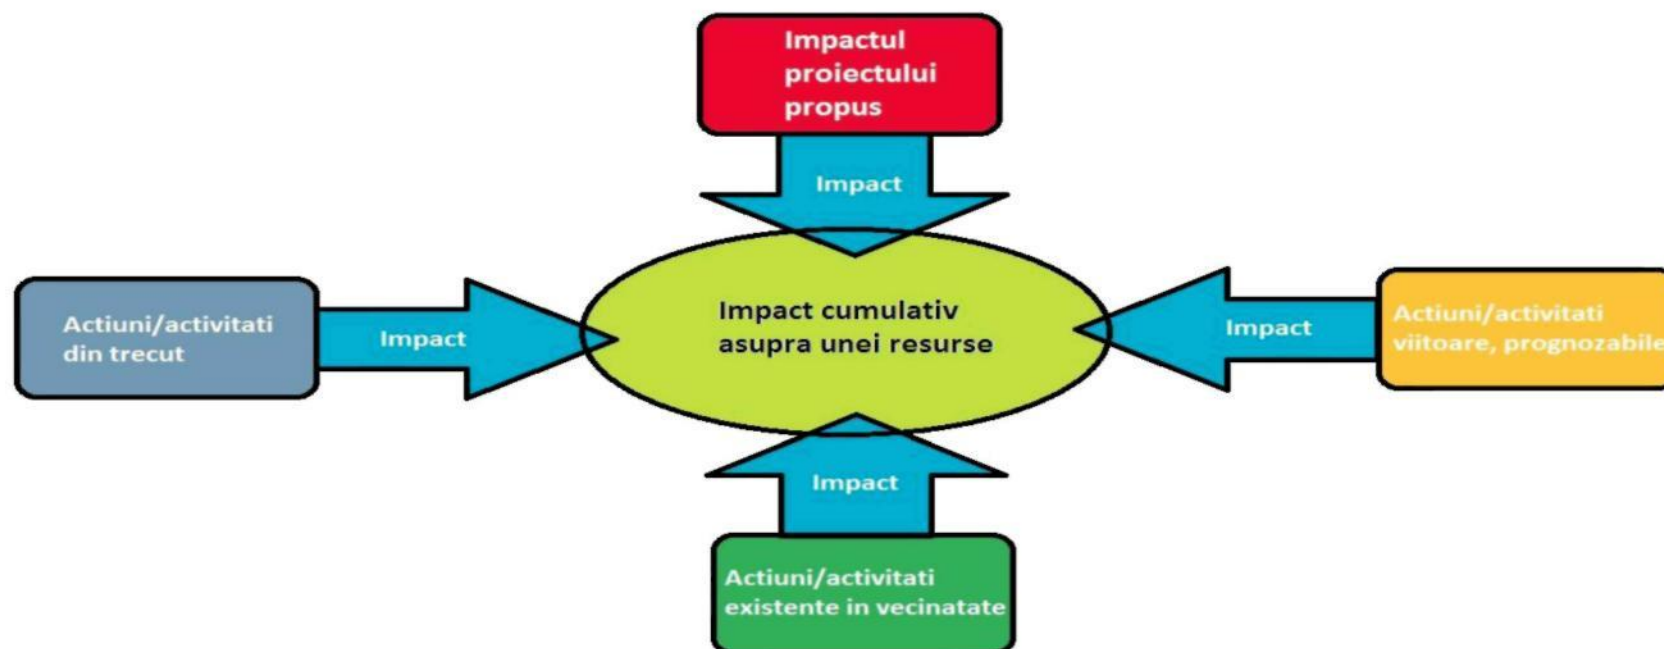 Impactul
proiectului
propus
Impact
Actiuni/activitati
din trecut
Impact
Impact cumulativ
asupra unei resurse
Impact
Actiuni/activitati
viitoare, prognozabile
Impact
Actiuni/activitati
existente in vecinatate